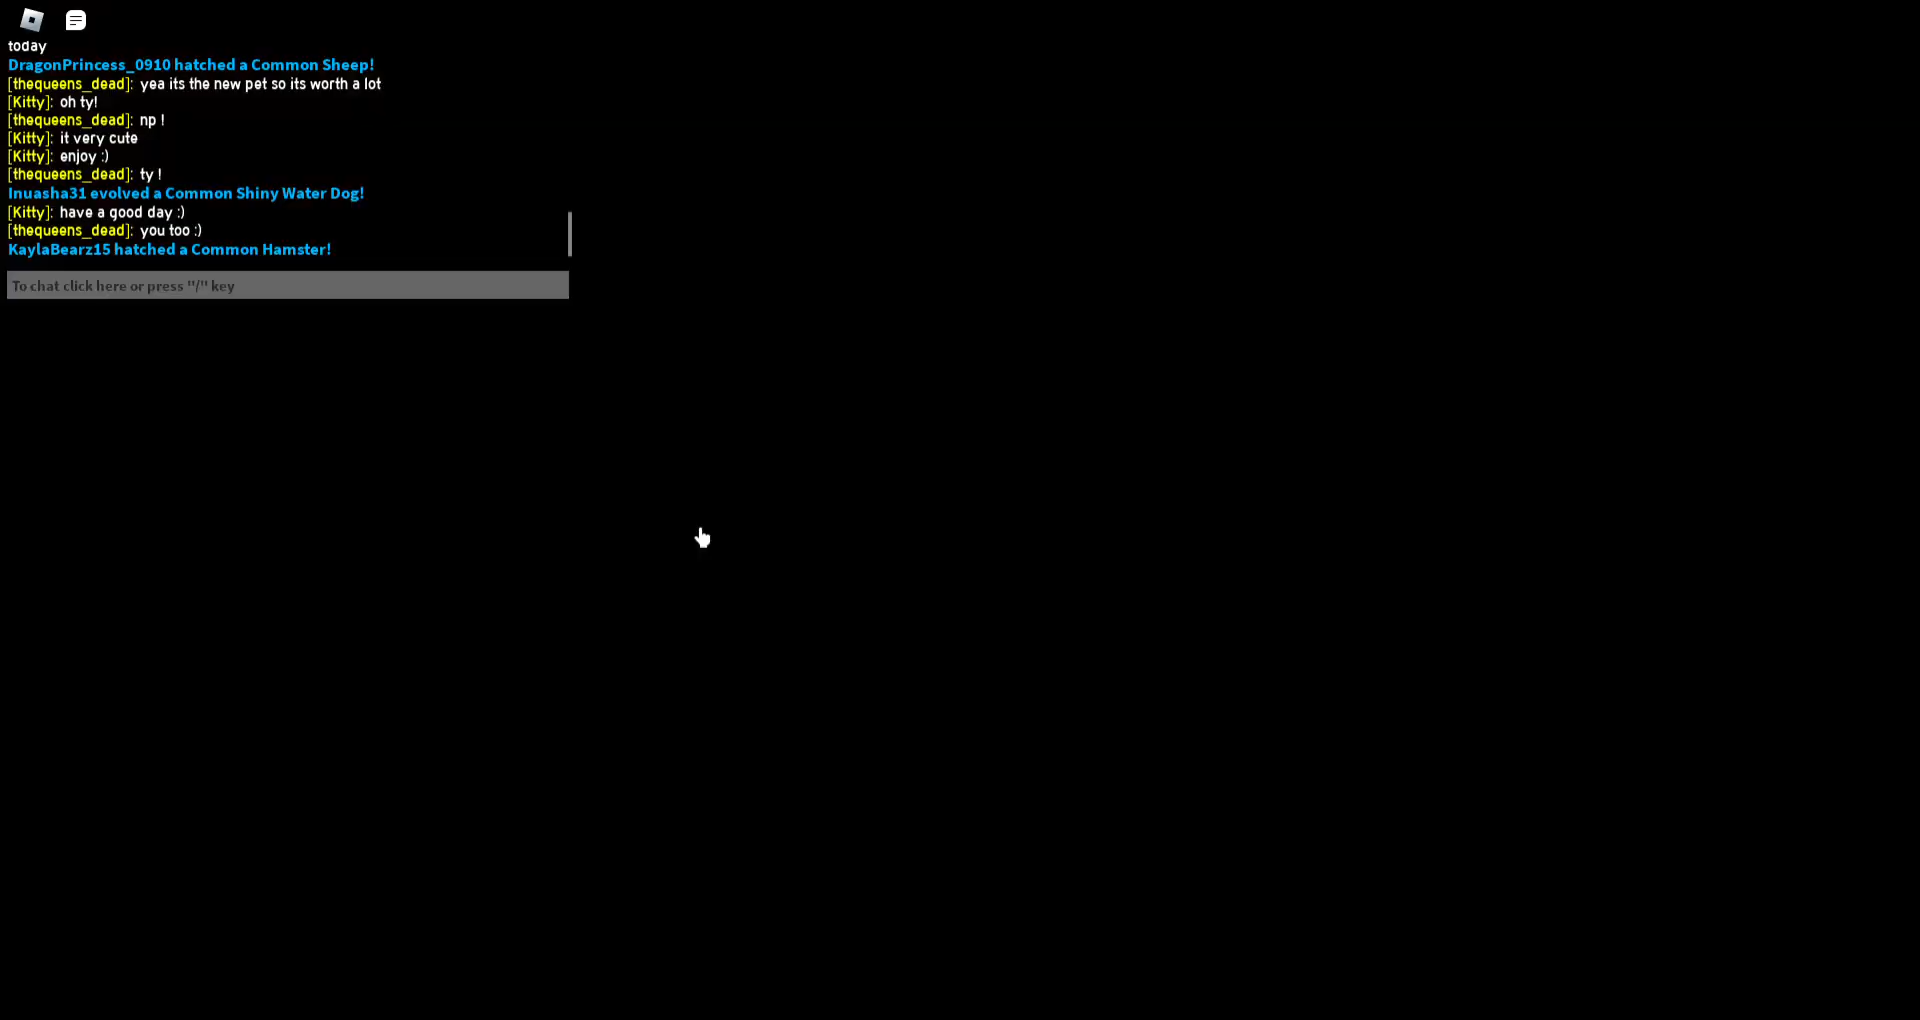 today
DragonPrincess_0910 hatched a Common Sheep!
[thequeens_dead]: yea its the new pet so its worth a lot
[Kitty]: oh ty!
[thequeens_dead]: np !
[Kitty]: it very cute
[Kitty]: enjoy :)
[thequeens_dead]: ty !
Inuasha31 evolved a Common Shiny Water Dog!
[Kitty]: have a good day :)
[thequeens_dead]: you too :)
KaylaBearz15 hatched a Common Hamster!
To chat click here or press "/" key